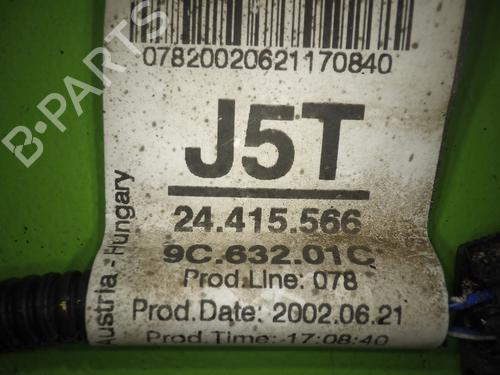 07820020621170840
J5T
24.415.566
9C.632.01C
Prod.Line: 078
Prod.Date: 2002.06.21
Prod Time: 17:08:40
Austria - Hungary
B-PARTS